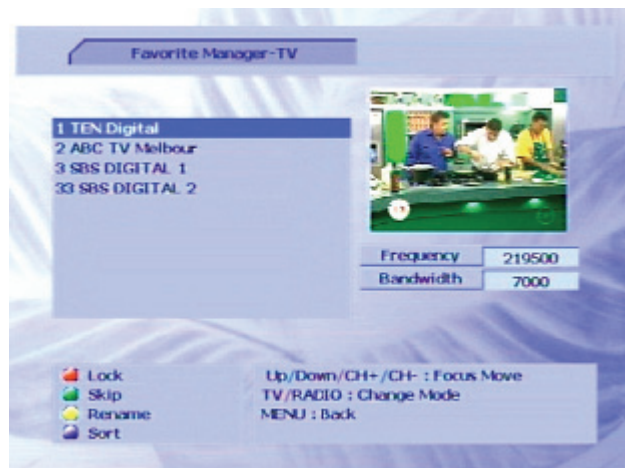 Favorite Manager-TV
1 TEN Digital
2 ABC TV Melbour
3 SBS DIGITAL 1
33 SBS DIGITAL 2
Frequency 219500
Bandwidth 7000
Lock
Skip
Rename
Sort
Up/Down/CH+/CH- : Focus Move
TV/RADIO : Change Mode
MENU : Back